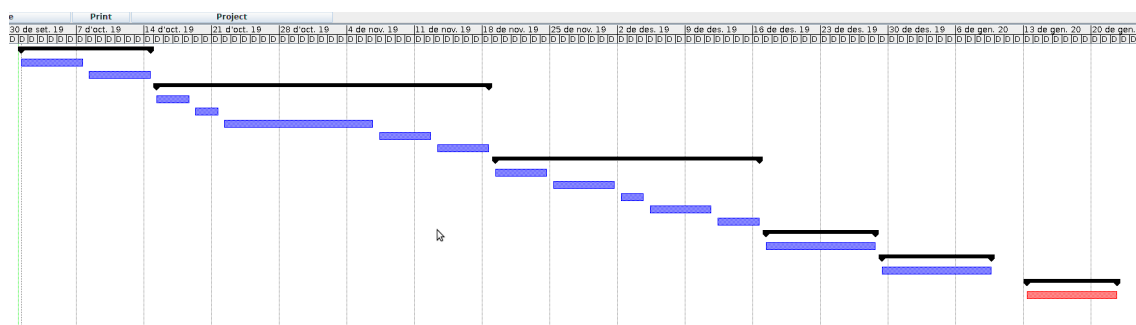 e Print Project
30 de set. 19 7 d'oct. 19 14 d'oct. 19 21 d'oct. 19 28 d'oct. 19 4 de nov. 19 11 de nov. 19 18 de nov. 19 25 de nov. 19 2 de des. 19 9 de des. 19 16 de des. 19 23 de des. 19 30 de des. 19 6 de gen. 20 13 de gen. 20 20 de gen.